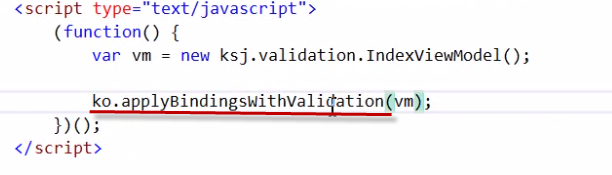 <script type="text/javascript">
(function() {
var vm = new ksj.validation.IndexViewModel();
ko.applyBindingsWithValidation(vm);
})();
</script>